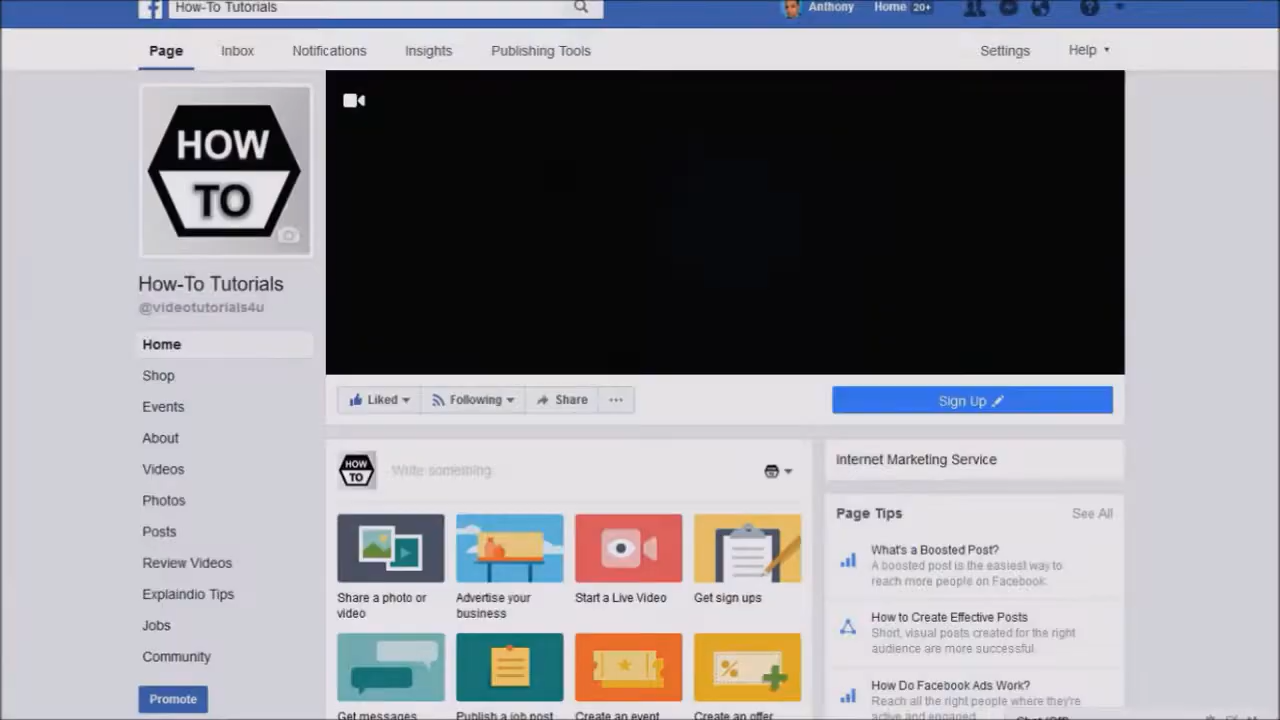 How-To Tutorials
Anthony Home 20+
Page Inbox Notifications Insights Publishing Tools Settings Help
HOW
TO
How-To Tutorials
@videotutorials4u
Home
Shop
Events
About
Videos
Photos
Posts
Review Videos
Explaindio Tips
Jobs
Community
Promote
Liked Following Share ...
Sign Up
HOW
TO
Write something
Share a photo or
video
Advertise your
business
Start a Live Video
Get sign ups
Get messages
Publish a job post
Create an event
Create an offer
Internet Marketing Service
Page Tips See All
What's a Boosted Post?
A boosted post is the easiest way to
reach more people on Facebook.
How to Create Effective Posts
Short, visual posts created for the right
audience are more successful.
How Do Facebook Ads Work?
Reach all the right people where they're
active and engaged.